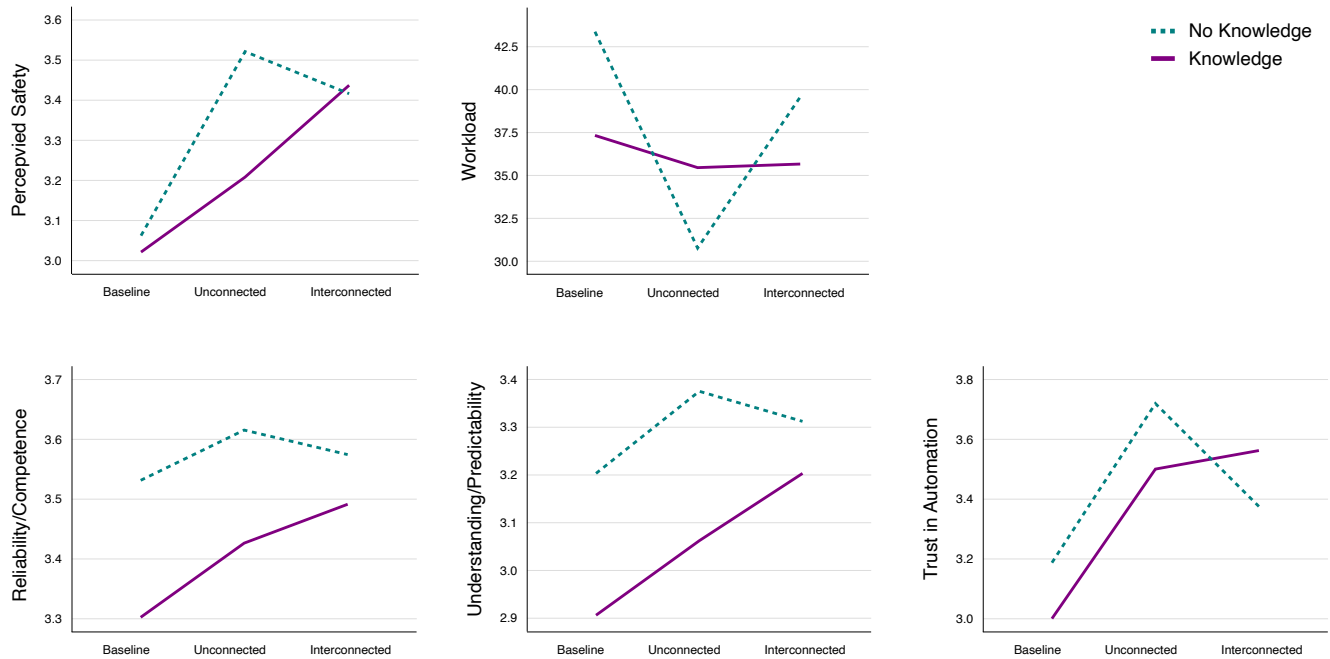 Percepvied Safety
3.6
3.5
3.4
3.3
3.2
3.1
3.0
Baseline Unconnected Interconnected
Workload
42.5
40.0
37.5
35.0
32.5
30.0
Baseline Unconnected Interconnected
No Knowledge
Knowledge
Reliability/Competence
3.7
3.6
3.5
3.4
3.3
Baseline Unconnected Interconnected
Understanding/Predictability
3.4
3.3
3.2
3.1
3.0
2.9
Baseline Unconnected Interconnected
Trust in Automation
3.8
3.6
3.4
3.2
3.0
Baseline Unconnected Interconnected